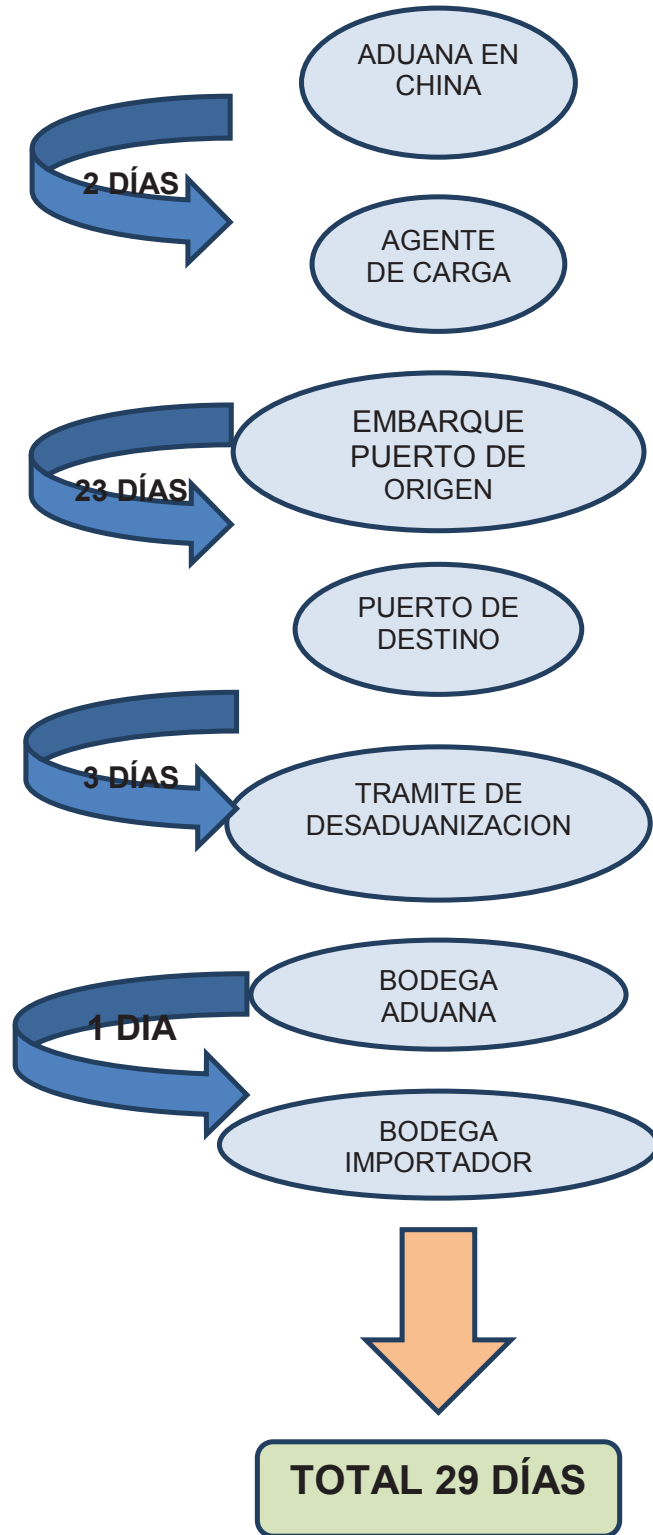 ADUANA EN
CHINA
2 DÍAS
AGENTE
DE CARGA
EMBARQUE
PUERTO DE
ORIGEN
23 DÍAS
PUERTO DE
DESTINO
3 DÍAS
TRAMITE DE
DESADUANIZACION
BODEGA
ADUANA
1 DIA
BODEGA
IMPORTADOR
TOTAL 29 DÍAS